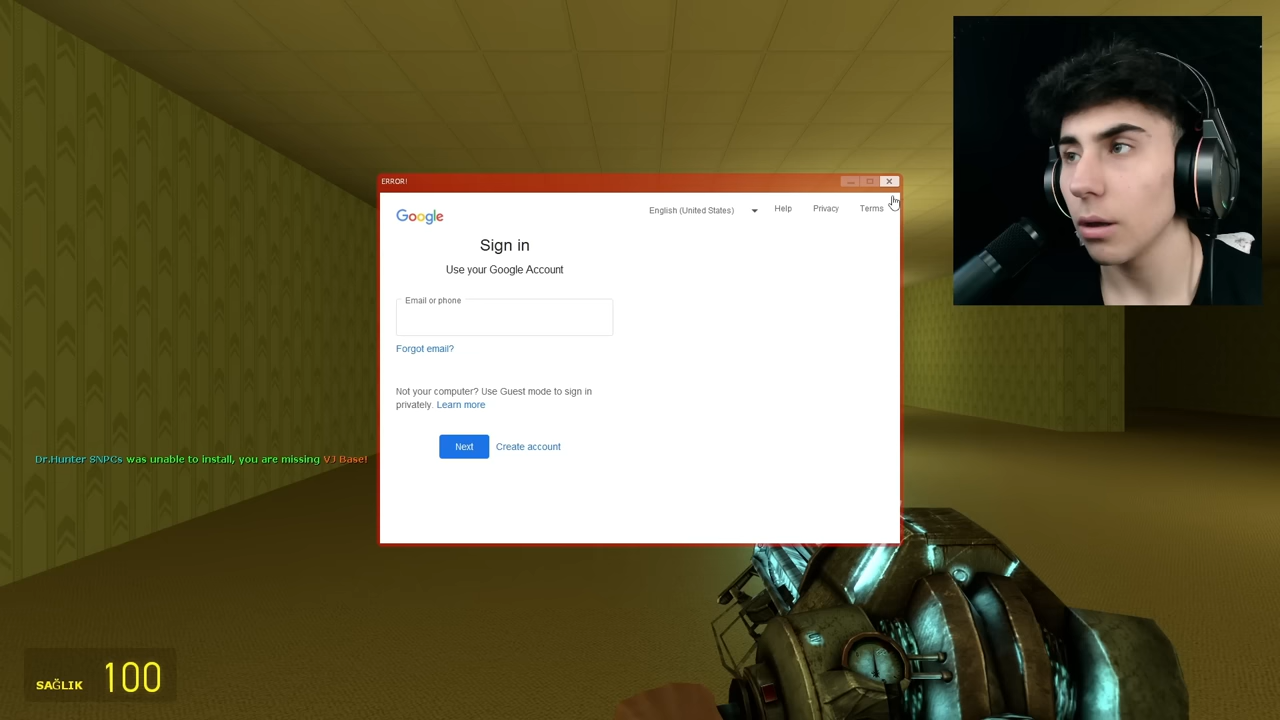 ERROR!
Google
English (United States) Help Privacy Terms
Sign in
Use your Google Account
Email or phone
Forgot email?
Not your computer? Use Guest mode to sign in
privately. Learn more
Next Create account
Dr.Hunter SNPCs was unable to install, you are missing VJ Base!
SAĞLIK 100